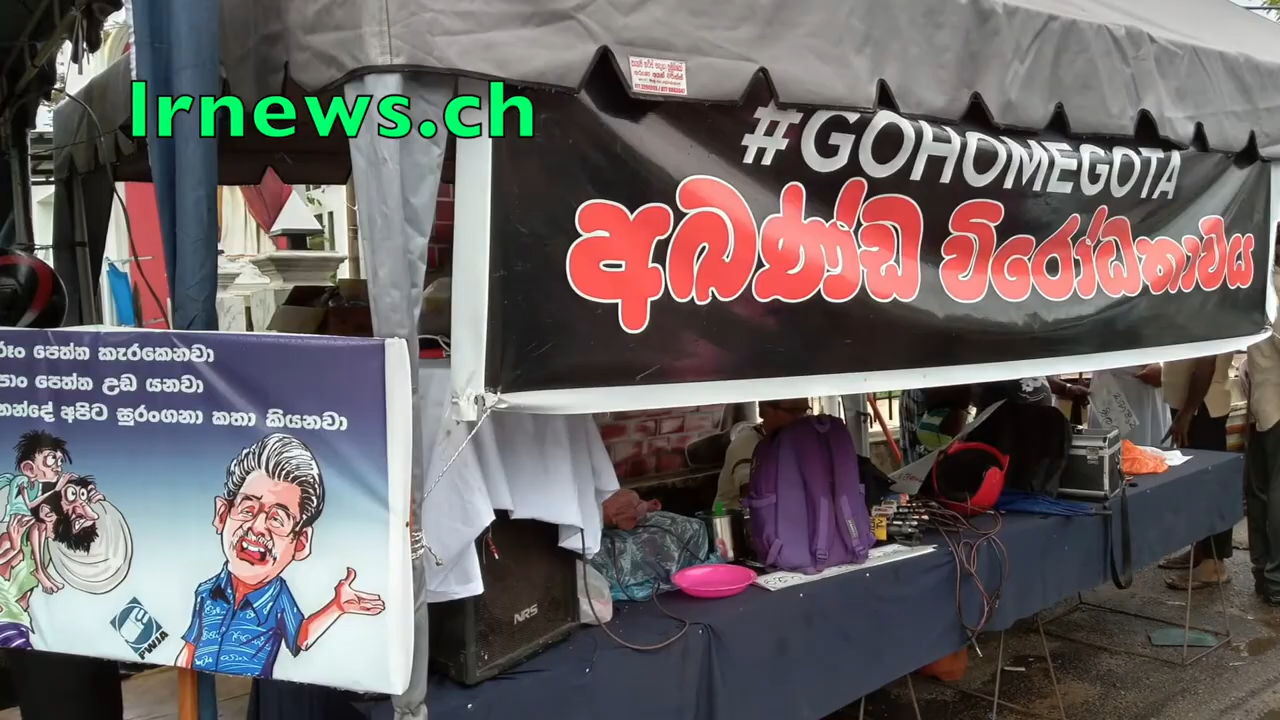 lrnews.ch
#GOHOMEGOTA
අඛණ්ඩ විරෝධතාවය
පෙත්ත කැරකෙනවා
පෙත්ත උඩ යනවා
අපිට සුරංගනා කතා කියනවා
FWJA
NRS